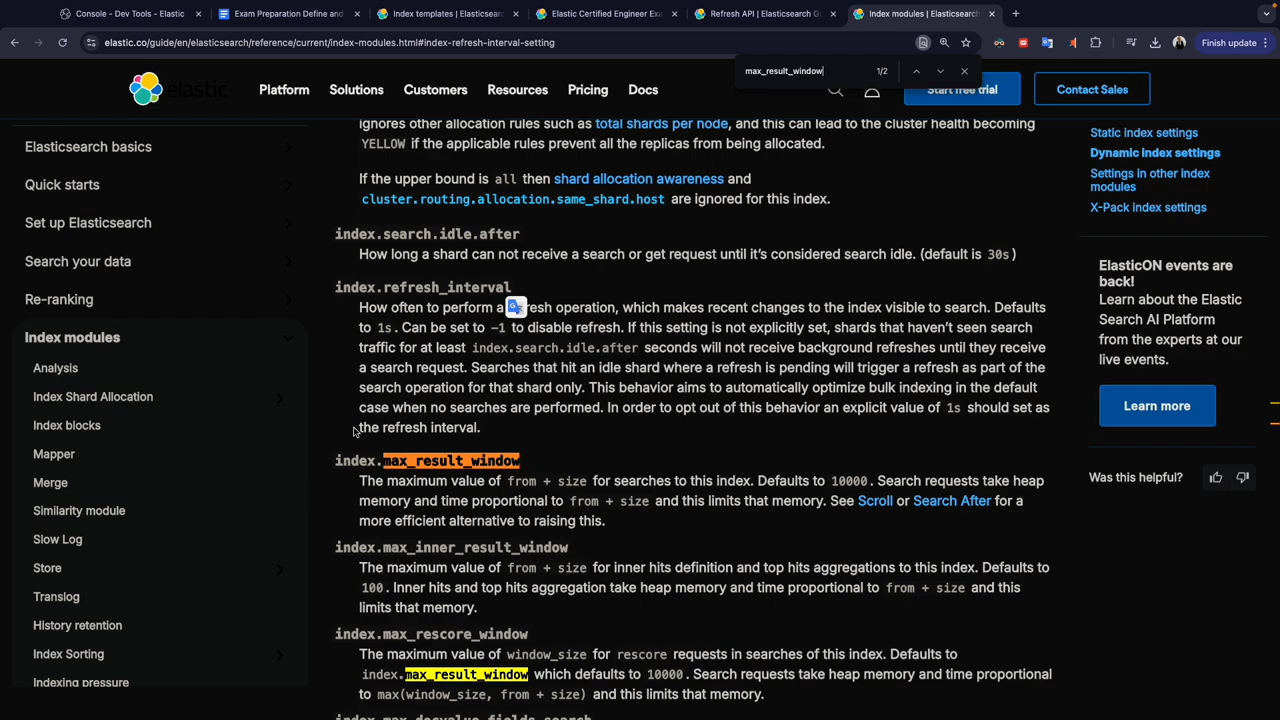 Console - Dev Tools - Elastic
Exam Preparation Define and
Index templates | Elasticsearc
Elastic Certified Engineer Exa
Refresh API | Elasticsearch G
Index modules | Elasticsearch
elastic.co/guide/en/elasticsearch/reference/current/index-modules.html#index-refresh-interval-setting
Finish update
max_result_window
1/2
elastic
Platform
Solutions
Customers
Resources
Pricing
Docs
Start free trial
Contact Sales
Elasticsearch basics
Quick starts
Set up Elasticsearch
Search your data
Re-ranking
Index modules
Analysis
Index Shard Allocation
Index blocks
Mapper
Merge
Similarity module
Slow Log
Store
Translog
History retention
Index Sorting
Indexing pressure
ignores other allocation rules such as total shards per node, and this can lead to the cluster health becoming
YELLOW if the applicable rules prevent all the replicas from being allocated.
If the upper bound is all then shard allocation awareness and
cluster.routing.allocation.same_shard.host are ignored for this index.
index.search.idle.after
How long a shard can not receive a search or get request until it's considered search idle. (default is 30s)
index.refresh_interval
How often to perform a fresh operation, which makes recent changes to the index visible to search. Defaults
to 1s. Can be set to -1 to disable refresh. If this setting is not explicitly set, shards that haven't seen search
traffic for at least index.search.idle.after seconds will not receive background refreshes until they receive
a search request. Searches that hit an idle shard where a refresh is pending will trigger a refresh as part of the
search operation for that shard only. This behavior aims to automatically optimize bulk indexing in the default
case when no searches are performed. In order to opt out of this behavior an explicit value of 1s should set as
the refresh interval.
index.max_result_window
The maximum value of from + size for searches to this index. Defaults to 10000. Search requests take heap
memory and time proportional to from + size and this limits that memory. See Scroll or Search After for a
more efficient alternative to raising this.
index.max_inner_result_window
The maximum value of from + size for inner hits definition and top hits aggregations to this index. Defaults to
100. Inner hits and top hits aggregation take heap memory and time proportional to from + size and this
limits that memory.
index.max_rescore_window
The maximum value of window_size for rescore requests in searches of this index. Defaults to
index.max_result_window which defaults to 10000. Search requests take heap memory and time proportional
to max(window_size, from + size) and this limits that memory.
index.max_docvalue_fields_search
Static index settings
Dynamic index settings
Settings in other index
modules
X-Pack index settings
ElasticON events are
back!
Learn about the Elastic
Search AI Platform
from the experts at our
live events.
Learn more
Was this helpful?